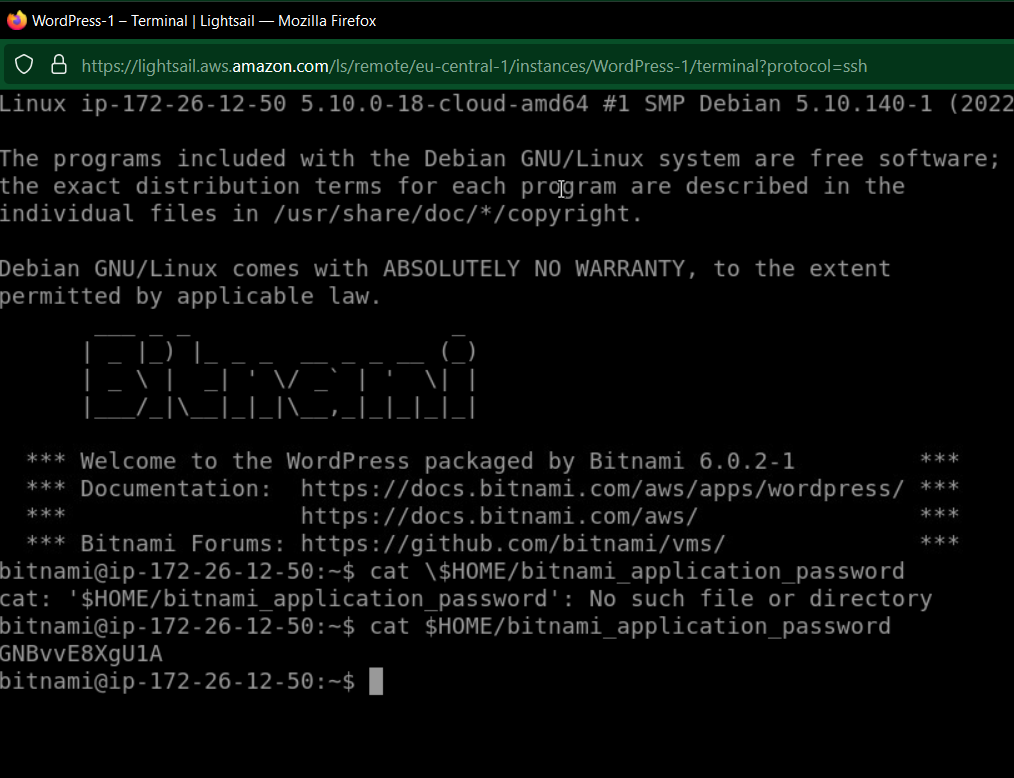 WordPress-1 – Terminal | Lightsail — Mozilla Firefox
https://lightsail.aws.amazon.com/ls/remote/eu-central-1/instances/WordPress-1/terminal?protocol=ssh
Linux ip-172-26-12-50 5.10.0-18-cloud-amd64 #1 SMP Debian 5.10.140-1 (2022
The programs included with the Debian GNU/Linux system are free software;
the exact distribution terms for each program are described in the
individual files in /usr/share/doc/*/copyright.
Debian GNU/Linux comes with ABSOLUTELY NO WARRANTY, to the extent
permitted by applicable law.
Bitnami
*** Welcome to the WordPress packaged by Bitnami 6.0.2-1 ***
*** Documentation: https://docs.bitnami.com/aws/apps/wordpress/ ***
*** https://docs.bitnami.com/aws/ ***
*** Bitnami Forums: https://github.com/bitnami/vms/ ***
bitnami@ip-172-26-12-50:~$ cat \$HOME/bitnami_application_password
cat: '$HOME/bitnami_application_password': No such file or directory
bitnami@ip-172-26-12-50:~$ cat $HOME/bitnami_application_password
GNBvvE8XgU1A
bitnami@ip-172-26-12-50:~$